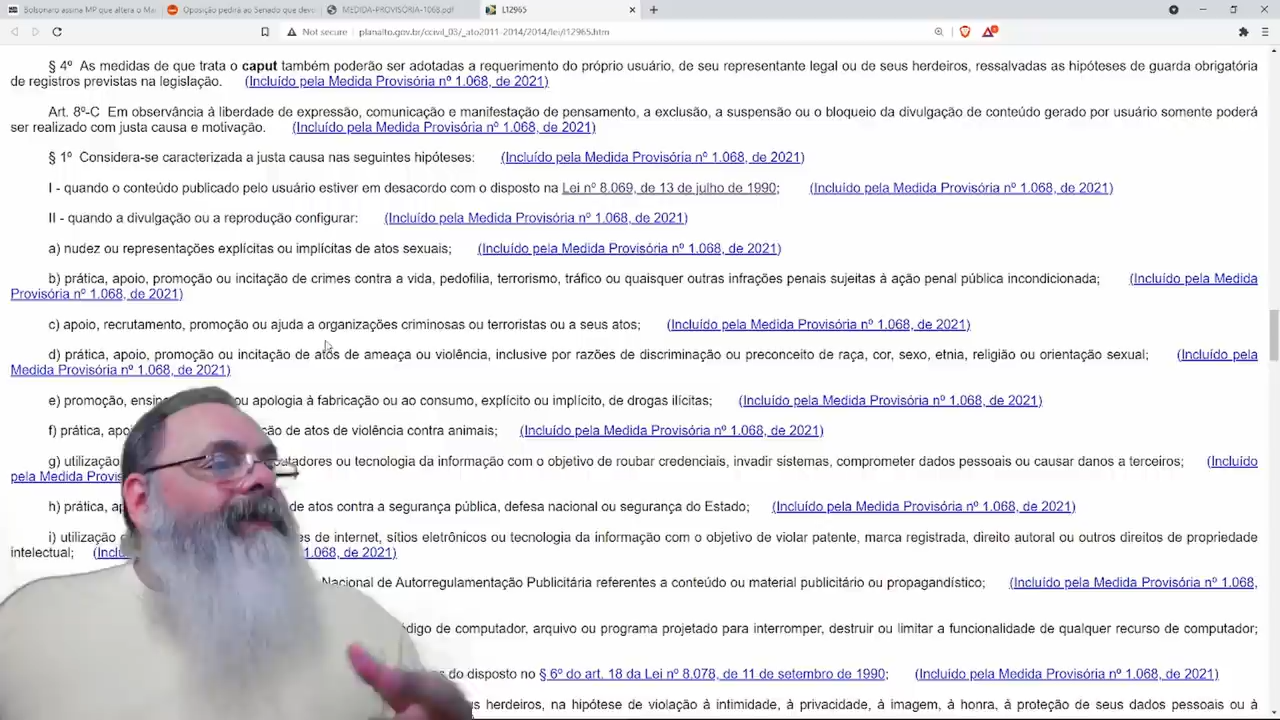 Bolsonaro assina MP que altera o Ma
Oposição pedirá ao Senado que devo
MEDIDA-PROVISORIA-1068.pdf
L12965
Not secure
planalto.gov.br/ccivil_03/_ato2011-2014/2014/lei/l12965.htm
§ 4º As medidas de que trata o caput também poderão ser adotadas a requerimento do próprio usuário, de seu representante legal ou de seus herdeiros, ressalvadas as hipóteses de guarda obrigatória
de registros previstas na legislação. (Incluído pela Medida Provisória nº 1.068, de 2021)
Art. 8º-C Em observância à liberdade de expressão, comunicação e manifestação de pensamento, a exclusão, a suspensão ou o bloqueio da divulgação de conteúdo gerado por usuário somente poderá
ser realizado com justa causa e motivação. (Incluído pela Medida Provisória nº 1.068, de 2021)
§ 1º Considera-se caracterizada a justa causa nas seguintes hipóteses: (Incluído pela Medida Provisória nº 1.068, de 2021)
I - quando o conteúdo publicado pelo usuário estiver em desacordo com o disposto na Lei nº 8.069, de 13 de julho de 1990; (Incluído pela Medida Provisória nº 1.068, de 2021)
II - quando a divulgação ou a reprodução configurar: (Incluído pela Medida Provisória nº 1.068, de 2021)
a) nudez ou representações explícitas ou implícitas de atos sexuais; (Incluído pela Medida Provisória nº 1.068, de 2021)
b) prática, apoio, promoção ou incitação de crimes contra a vida, pedofilia, terrorismo, tráfico ou quaisquer outras infrações penais sujeitas à ação penal pública incondicionada; (Incluído pela Medida
Provisória nº 1.068, de 2021)
c) apoio, recrutamento, promoção ou ajuda a organizações criminosas ou terroristas ou a seus atos; (Incluído pela Medida Provisória nº 1.068, de 2021)
d) prática, apoio, promoção ou incitação de atos de ameaça ou violência, inclusive por razões de discriminação ou preconceito de raça, cor, sexo, etnia, religião ou orientação sexual; (Incluído pela
Medida Provisória nº 1.068, de 2021)
e) promoção, ou apologia à fabricação ou ao consumo, explícito ou implícito, de drogas ilícitas; (Incluído pela Medida Provisória nº 1.068, de 2021)
f) prática, de atos de violência contra animais; (Incluído pela Medida Provisória nº 1.068, de 2021)
g) utilização ou tecnologia da informação com o objetivo de roubar credenciais, invadir sistemas, comprometer dados pessoais ou causar danos a terceiros; (Incluído
pela Medida
h) prática, de atos contra a segurança pública, defesa nacional ou segurança do Estado; (Incluído pela Medida Provisória nº 1.068, de 2021)
i) utilização de internet, sítios eletrônicos ou tecnologia da informação com o objetivo de violar patente, marca registrada, direito autoral ou outros direitos de propriedade
intelectual; 1.068, de 2021)
Nacional de Autorregulamentação Publicitária referentes a conteúdo ou material publicitário ou propagandístico; (Incluído pela Medida Provisória nº 1.068,
de computador, arquivo ou programa projetado para interromper, destruir ou limitar a funcionalidade de qualquer recurso de computador;
do disposto no § 6º do art. 18 da Lei nº 8.078, de 11 de setembro de 1990; (Incluído pela Medida Provisória nº 1.068, de 2021)
herdeiros, na hipótese de violação à intimidade, à privacidade, à imagem, à honra, à proteção de seus dados pessoais ou à